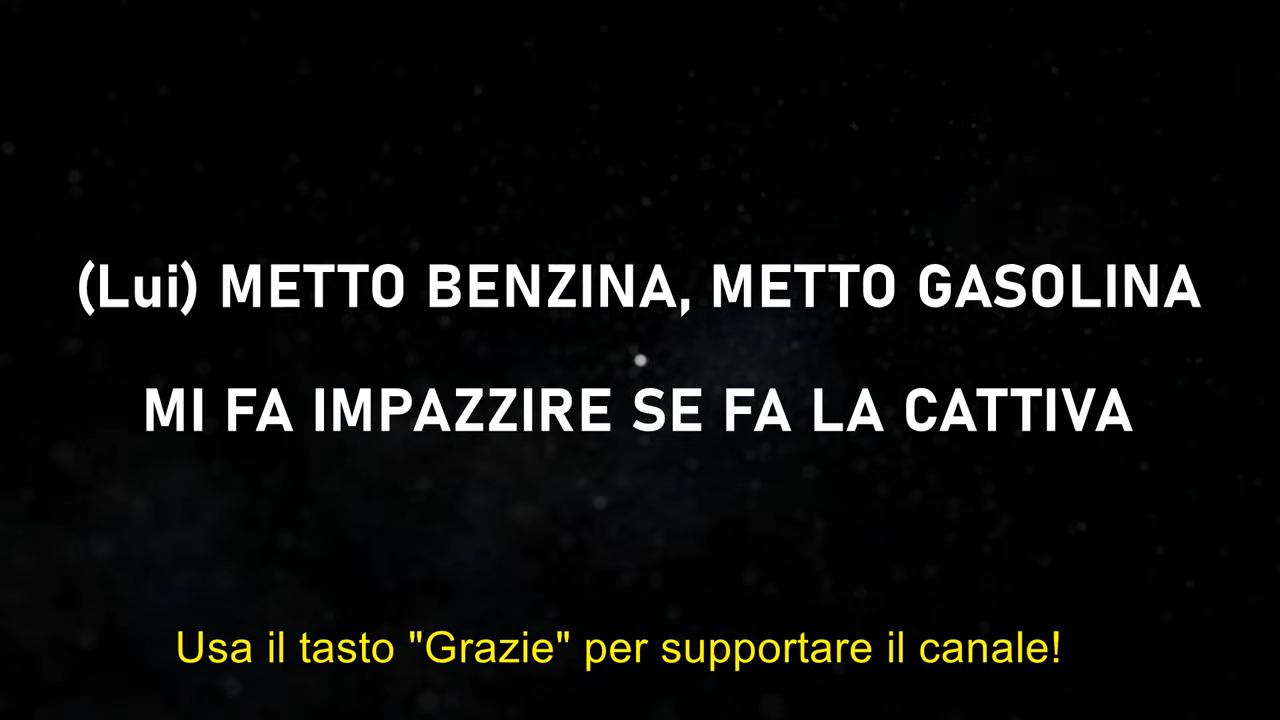 (Lui) METTO BENZINA, METTO GASOLINA
MI FA IMPAZZIRE SE FA LA CATTIVA
Usa il tasto "Grazie" per supportare il canale!